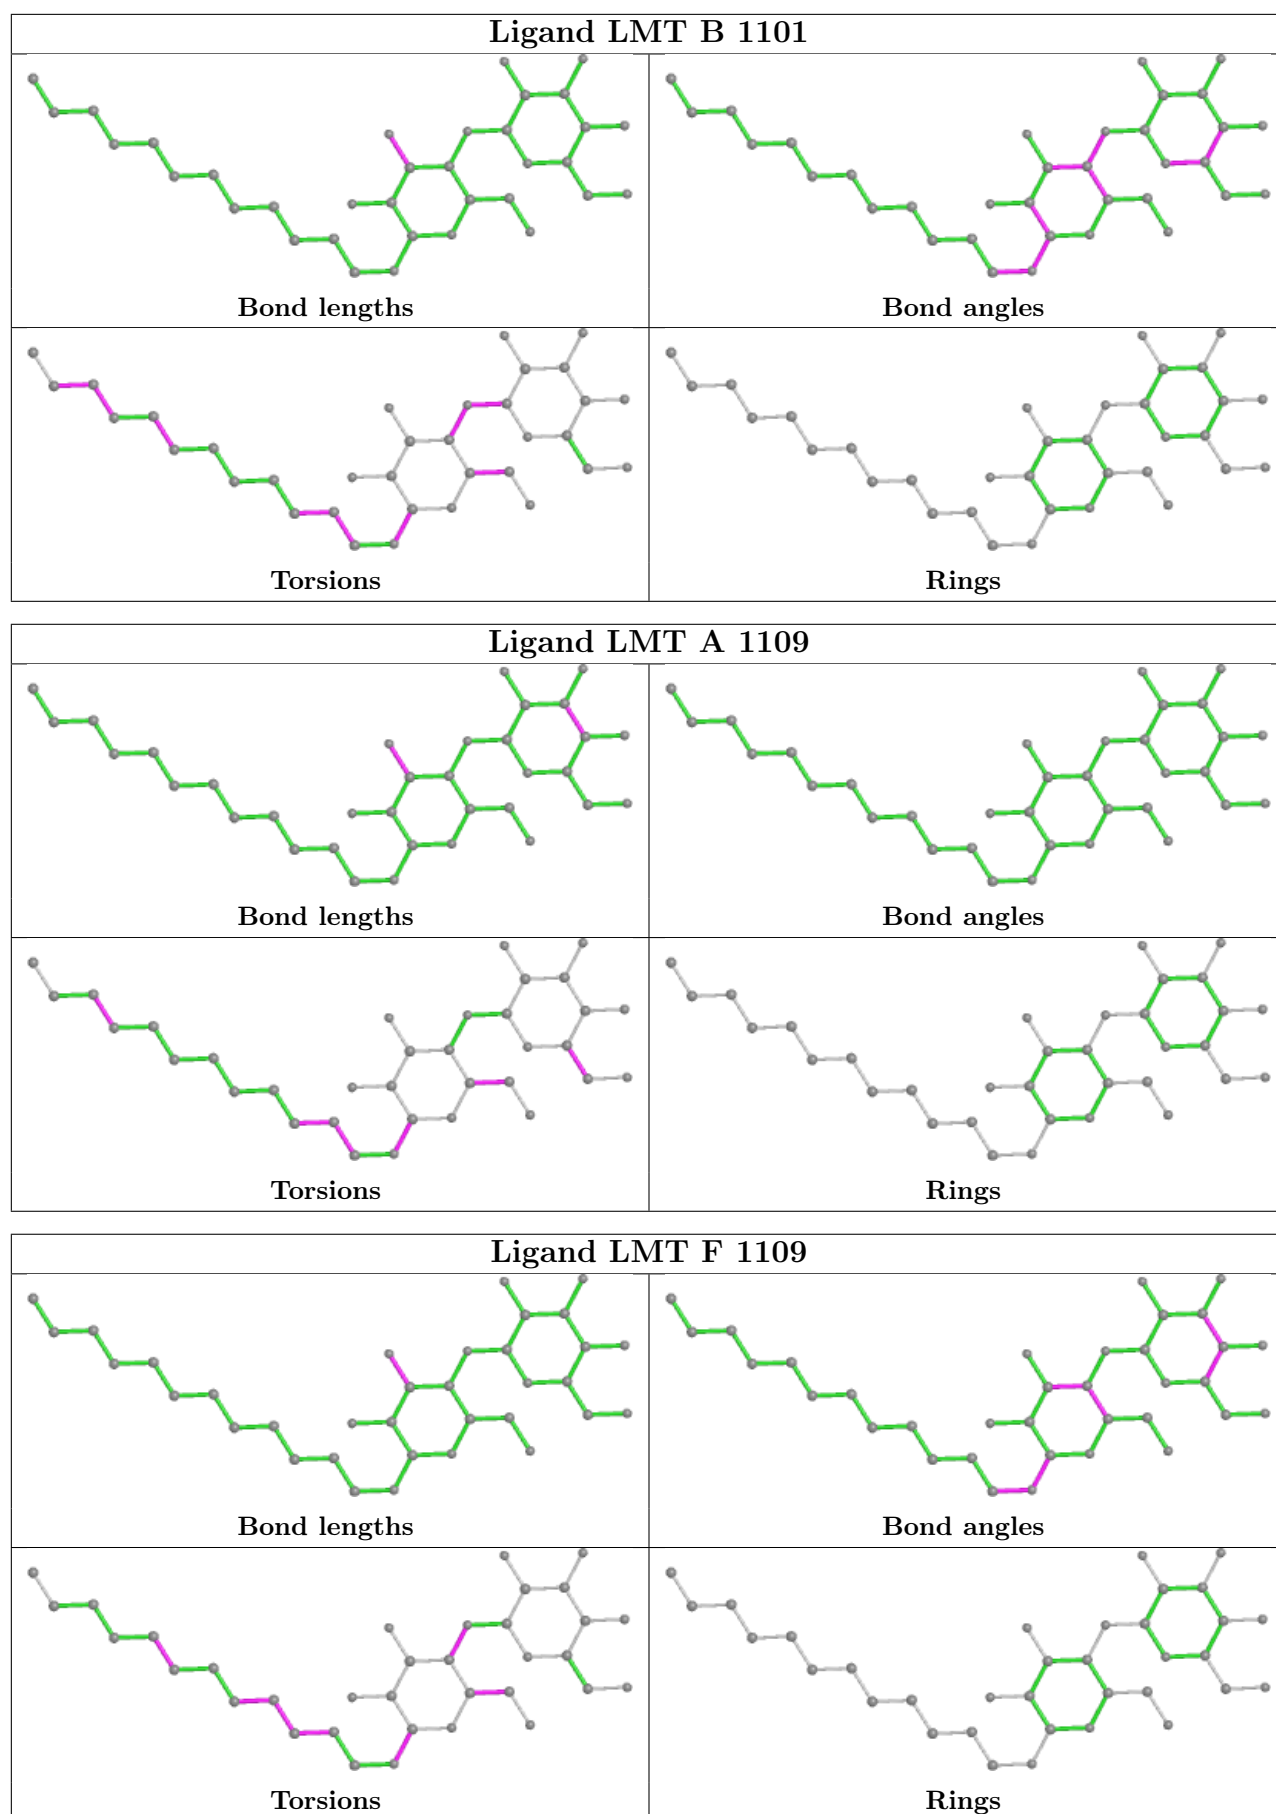 Ligand LMT B 1101
Bond lengths
Bond angles
Torsions
Rings
Ligand LMT A 1109
Bond lengths
Bond angles
Torsions
Rings
Ligand LMT F 1109
Bond lengths
Bond angles
Torsions
Rings